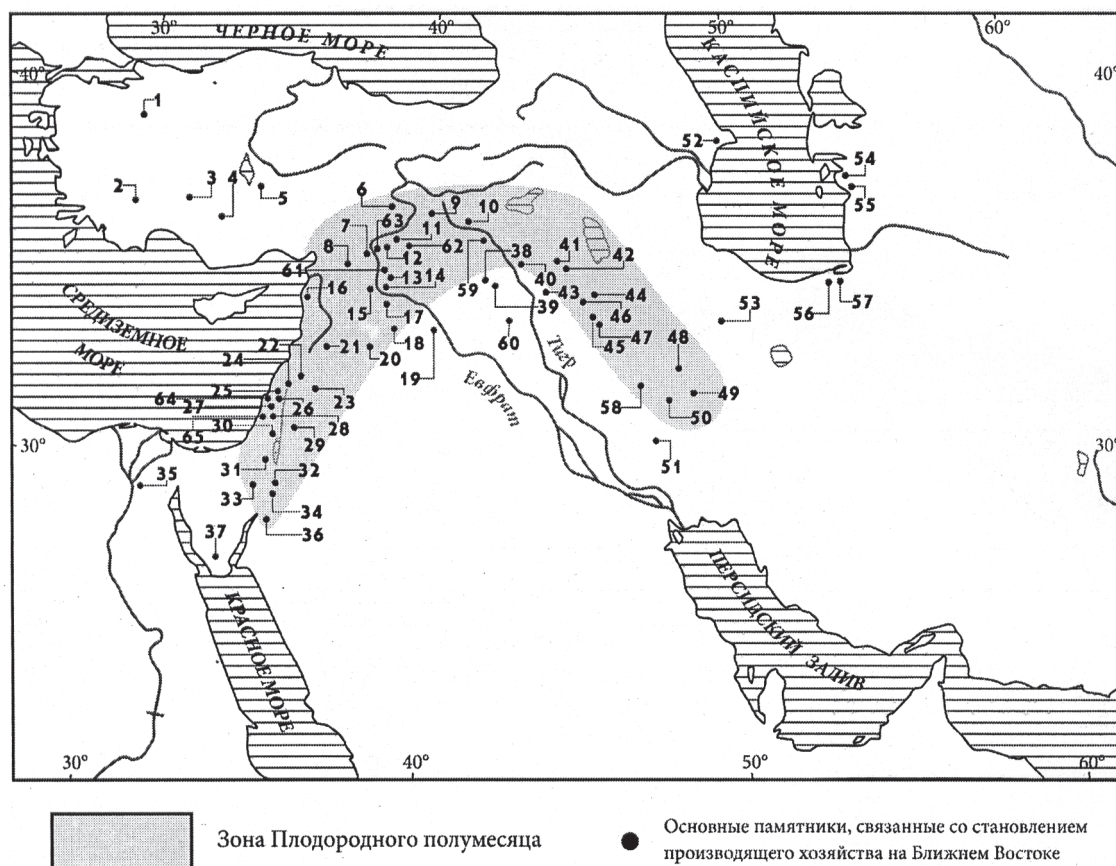 30° 40° 50° 60°
ЧЕРНОЕ МОРЕ
КАСПИЙСКОЕ МОРЕ
40° 40°
1
52
54
2 3 4 5 6 9 10
55
63
7 11
8 12 62 38 41 42
61
13 14 59 40 43 44
16 15 39
СРЕДИЗЕМНОЕ
МОРЕ
17 46 53 56 57
18 60 Тигр 45 47 48
22 21 20 19
24
Евфрат
58 49
25 23 50
64 26
27 28
30 29
65 51
30° 30°
31 32
35
33 34
37 36
КРАСНОЕ МОРЕ
ПЕРСИДСКИЙ ЗАЛИВ
30° 40° 50° 60°
Зона Плодородного полумесяца
Основные памятники, связанные со становлением
производящего хозяйства на Ближнем Востоке